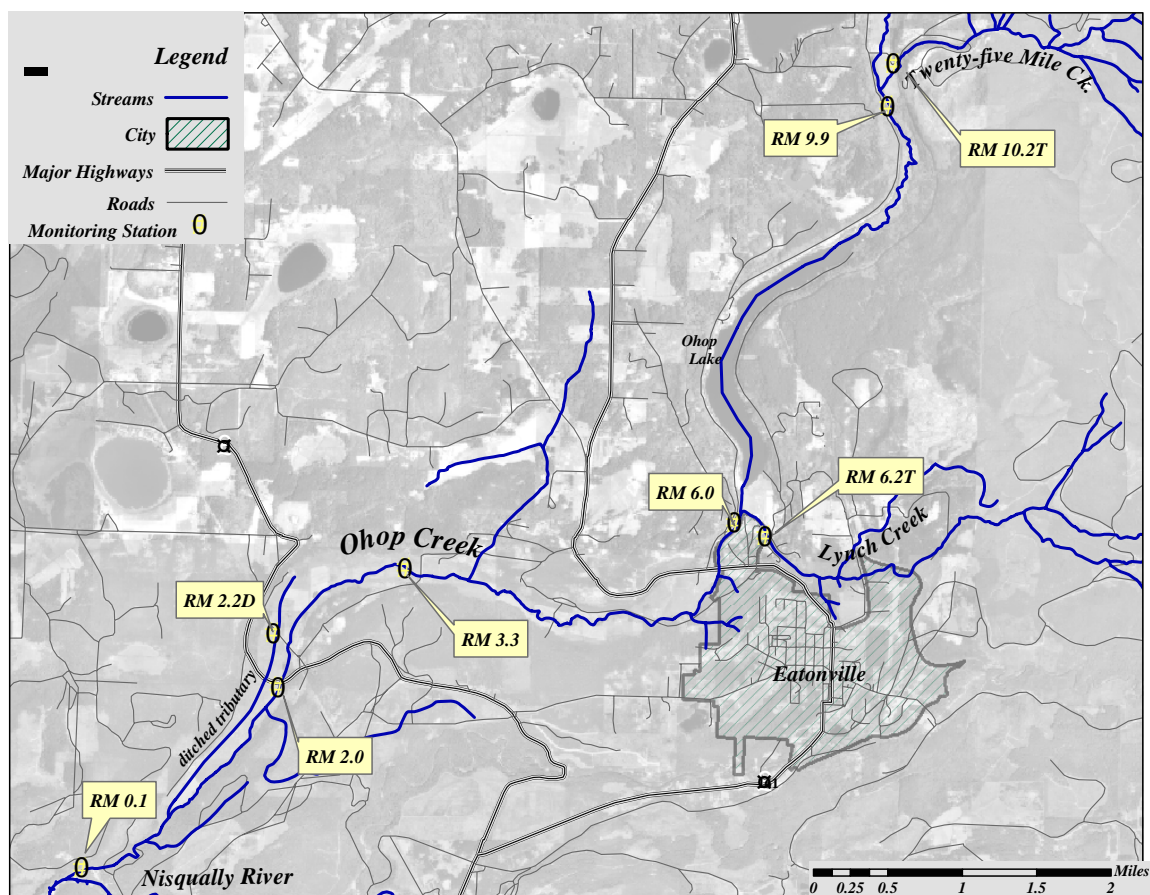 Legend
Streams
City
Major Highways
Roads
Monitoring Station
Twenty-five Mile Ck.
RM 9.9
RM 10.2T
Ohop
Lake
RM 6.0
RM 6.2T
Lynch Creek
Ohop Creek
RM 2.2D
RM 3.3
Eatonville
ditched tributary
RM 2.0
RM 0.1
Nisqually River
Miles
0 0.25 0.5 1 1.5 2